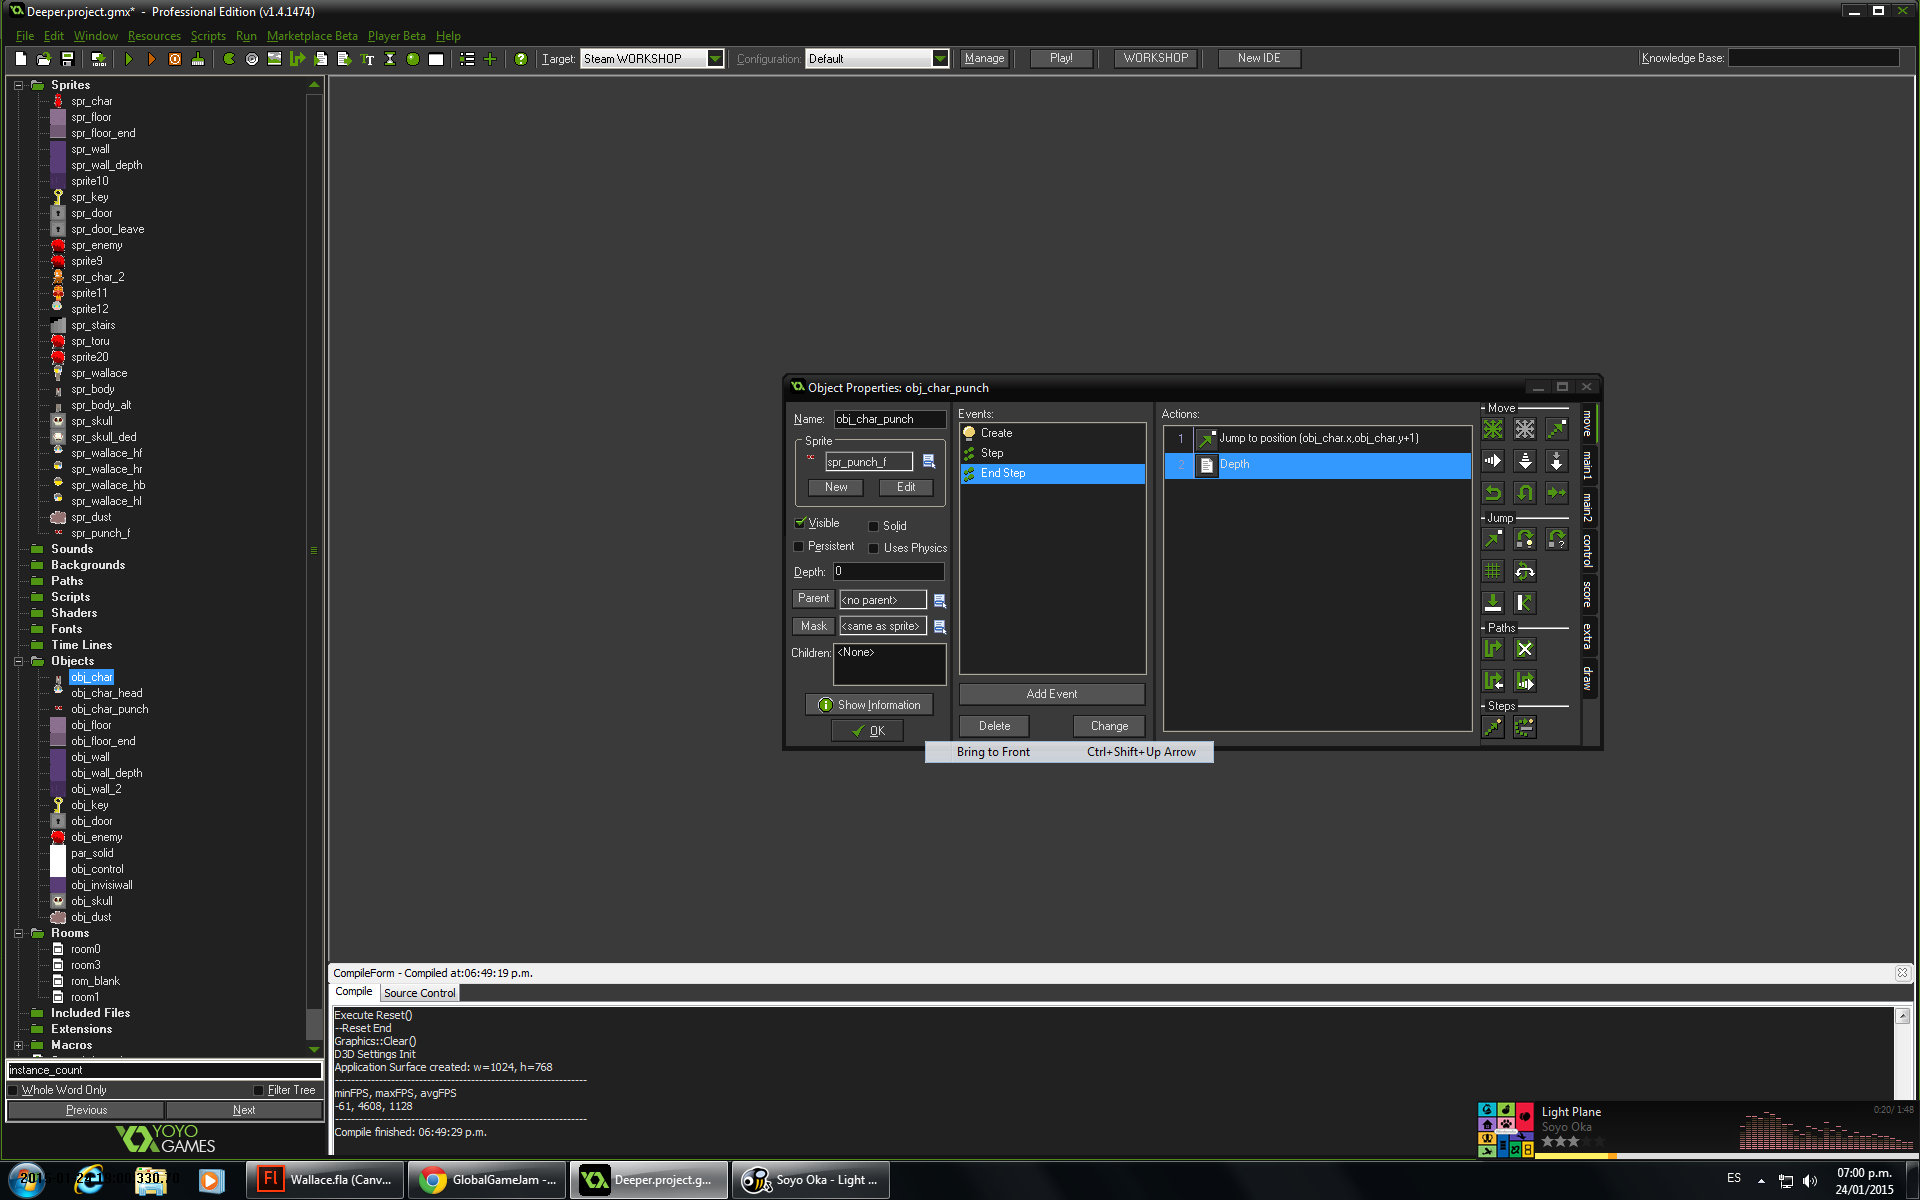 Deeper.project.gmx* - Professional Edition (v1.4.1474)
File Edit Window Resources Scripts Run Marketplace Beta Player Beta Help
Target: Steam WORKSHOP Configuration: Default Manage Play! WORKSHOP New IDE Knowledge Base:
Sprites
spr_char
spr_floor
spr_floor_end
spr_wall
spr_wall_depth
sprite10
spr_key
spr_door
spr_door_leave
spr_enemy
sprite9
spr_char_2
sprite11
sprite12
spr_stairs
spr_toru
sprite20
spr_wallace
spr_body
spr_body_alt
spr_skull
spr_skull_ded
spr_wallace_hf
spr_wallace_hr
spr_wallace_hb
spr_wallace_hl
spr_dust
spr_punch_f
Sounds
Backgrounds
Paths
Scripts
Shaders
Fonts
Time Lines
Objects
obj_char
obj_char_head
obj_char_punch
obj_floor
obj_floor_end
obj_wall
obj_wall_depth
obj_wall_2
obj_key
obj_door
obj_enemy
par_solid
obj_control
obj_invisiwall
obj_skull
obj_dust
Rooms
room0
room3
rom_blank
room1
Included Files
Extensions
Macros
instance_count
Whole Word Only Filter Tree
Previous Next
YOYO GAMES
Object Properties: obj_char_punch
Name: obj_char_punch
Sprite
spr_punch_f
New Edit
Visible Solid
Persistent Uses Physics
Depth: 0
Parent <no parent>
Mask <same as sprite>
Children: <None>
Show Information
OK
Events:
Create
Step
End Step
Add Event
Delete Change
Actions:
1 Jump to position (obj_char.x,obj_char.y+1)
2 Depth
Move
Jump
Paths
Steps
move
main1
main2
control
score
extra
draw
Bring to Front Ctrl+Shift+Up Arrow
CompileForm - Compiled at:06:49:19 p.m.
Compile Source Control
Execute Reset()
--Reset End
Graphics::Clear()
D3D Settings Init
Application Surface created: w=1024, h=768
minFPS, maxFPS, avgFPS
-61, 4608, 1128
Compile finished: 06:49:29 p.m.
Light Plane
Soyo Oka
0:20/ 1:48
Wallace.fla (Canv...
GlobalGameJam -...
Deeper.project.g...
Soyo Oka - Light ...
ES
07:00 p.m.
24/01/2015